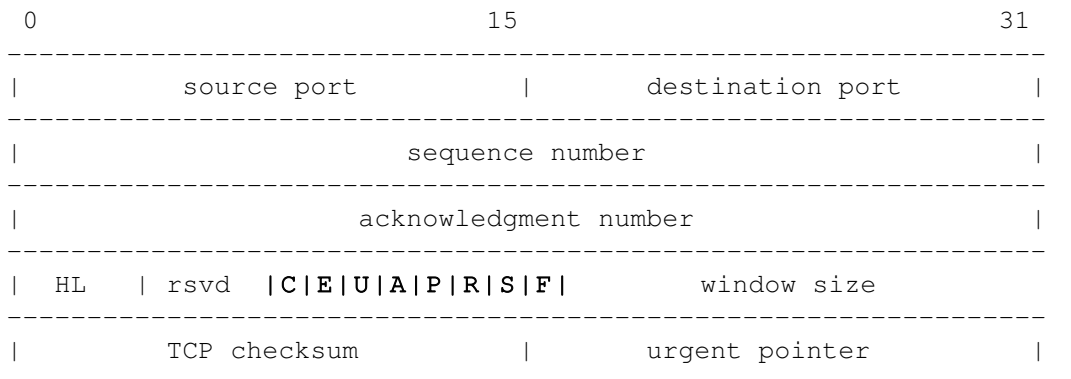 0 15 31
-----------------------------------------------------------------
| source port | destination port |
-----------------------------------------------------------------
| sequence number |
-----------------------------------------------------------------
| acknowledgment number |
-----------------------------------------------------------------
| HL | rsvd |C|E|U|A|P|R|S|F| window size
-----------------------------------------------------------------
| TCP checksum | urgent pointer |